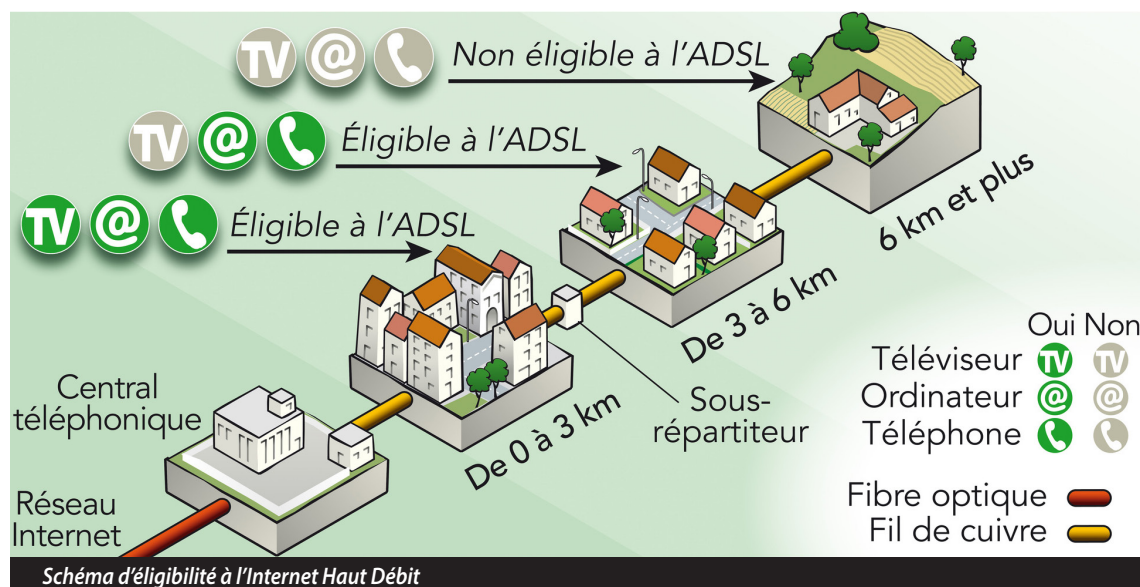 TV @ Non éligible à l'ADSL
TV @ Éligible à l'ADSL
TV @ Éligible à l'ADSL
6 km et plus
De 3 à 6 km
De 0 à 3 km
Sous-
répartiteur
Central
téléphonique
Réseau
Internet
Oui Non
Téléviseur TV TV
Ordinateur @ @
Téléphone
Fibre optique
Fil de cuivre
Schéma d'éligibilité à l'Internet Haut Débit